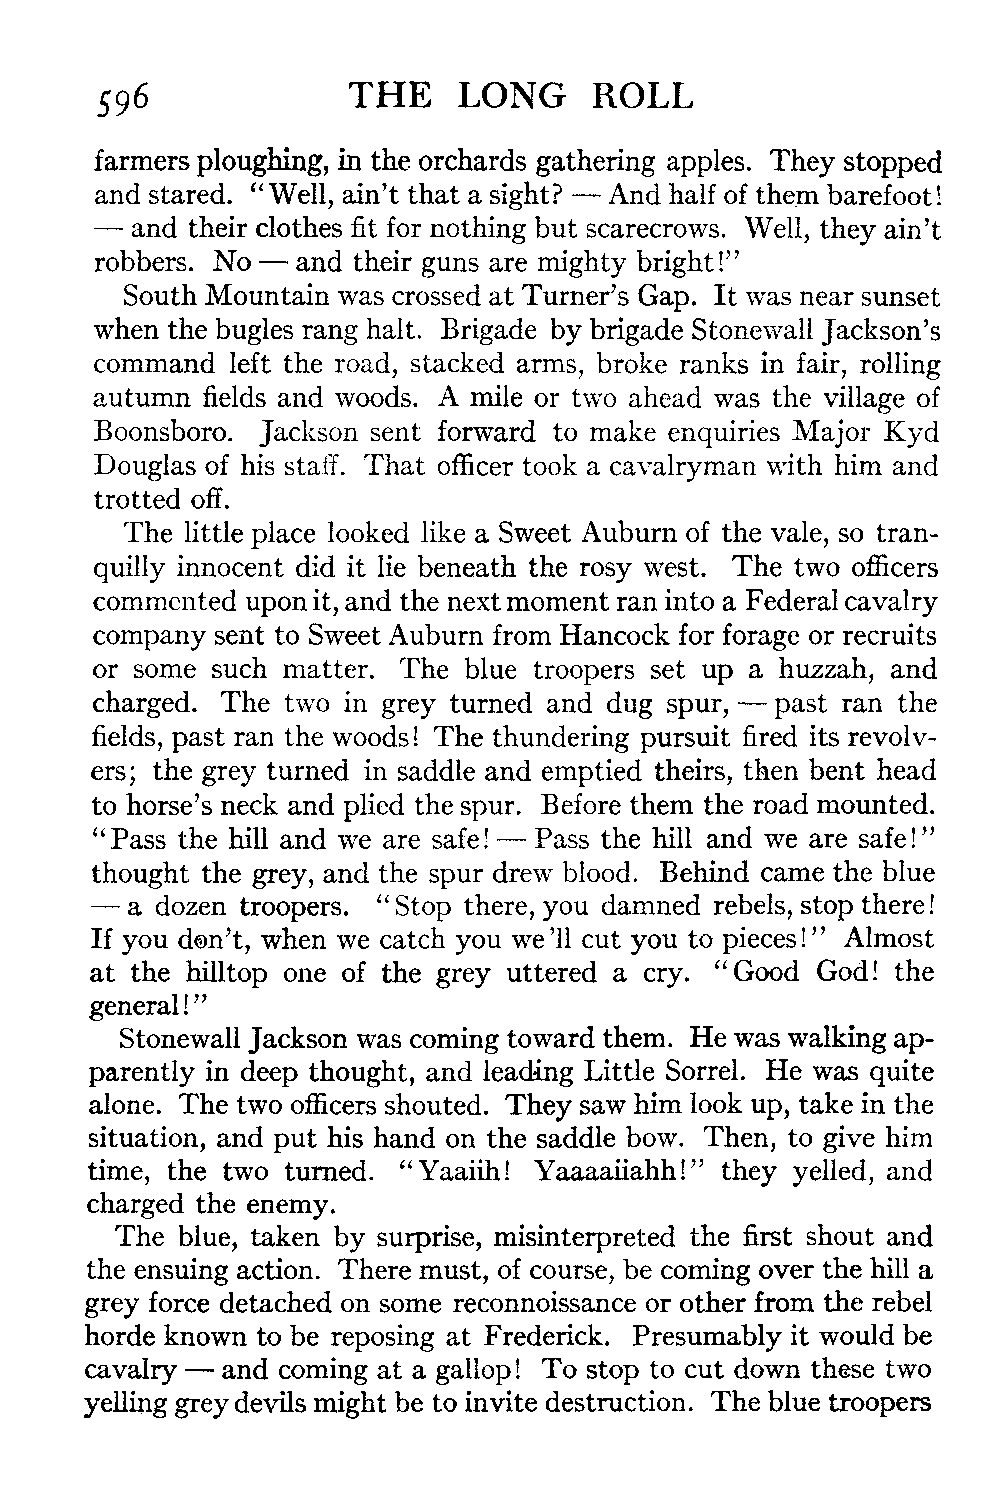 596 THE LONG ROLL
farmers ploughing, in the orchards gathering apples. They stopped
and stared. "Well, ain't that a sight? — And half of them barefoot!
— and their clothes fit for nothing but scarecrows. Well, they ain't
robbers. No — and their guns are mighty bright!"
South Mountain was crossed at Turner's Gap. It was near sunset
when the bugles rang halt. Brigade by brigade Stonewall Jackson's
command left the road, stacked arms, broke ranks in fair, rolling
autumn fields and woods. A mile or two ahead was the village of
Boonsboro. Jackson sent forward to make enquiries Major Kyd
Douglas of his staff. That officer took a cavalryman with him and
trotted off.
The little place looked like a Sweet Auburn of the vale, so tran-
quilly innocent did it lie beneath the rosy west. The two officers
commented upon it, and the next moment ran into a Federal cavalry
company sent to Sweet Auburn from Hancock for forage or recruits
or some such matter. The blue troopers set up a huzzah, and
charged. The two in grey turned and dug spur, — past ran the
fields, past ran the woods! The thundering pursuit fired its revolv-
ers; the grey turned in saddle and emptied theirs, then bent head
to horse's neck and plied the spur. Before them the road mounted.
"Pass the hill and we are safe! — Pass the hill and we are safe!"
thought the grey, and the spur drew blood. Behind came the blue
— a dozen troopers. "Stop there, you damned rebels, stop there!
If you don't, when we catch you we'll cut you to pieces!" Almost
at the hilltop one of the grey uttered a cry. "Good God! the
general!"
Stonewall Jackson was coming toward them. He was walking ap-
parently in deep thought, and leading Little Sorrel. He was quite
alone. The two officers shouted. They saw him look up, take in the
situation, and put his hand on the saddle bow. Then, to give him
time, the two turned. "Yaaiih! Yaaaaiiahh!" they yelled, and
charged the enemy.
The blue, taken by surprise, misinterpreted the first shout and
the ensuing action. There must, of course, be coming over the hill a
grey force detached on some reconnoissance or other from the rebel
horde known to be reposing at Frederick. Presumably it would be
cavalry — and coming at a gallop! To stop to cut down these two
yelling grey devils might be to invite destruction. The blue troopers